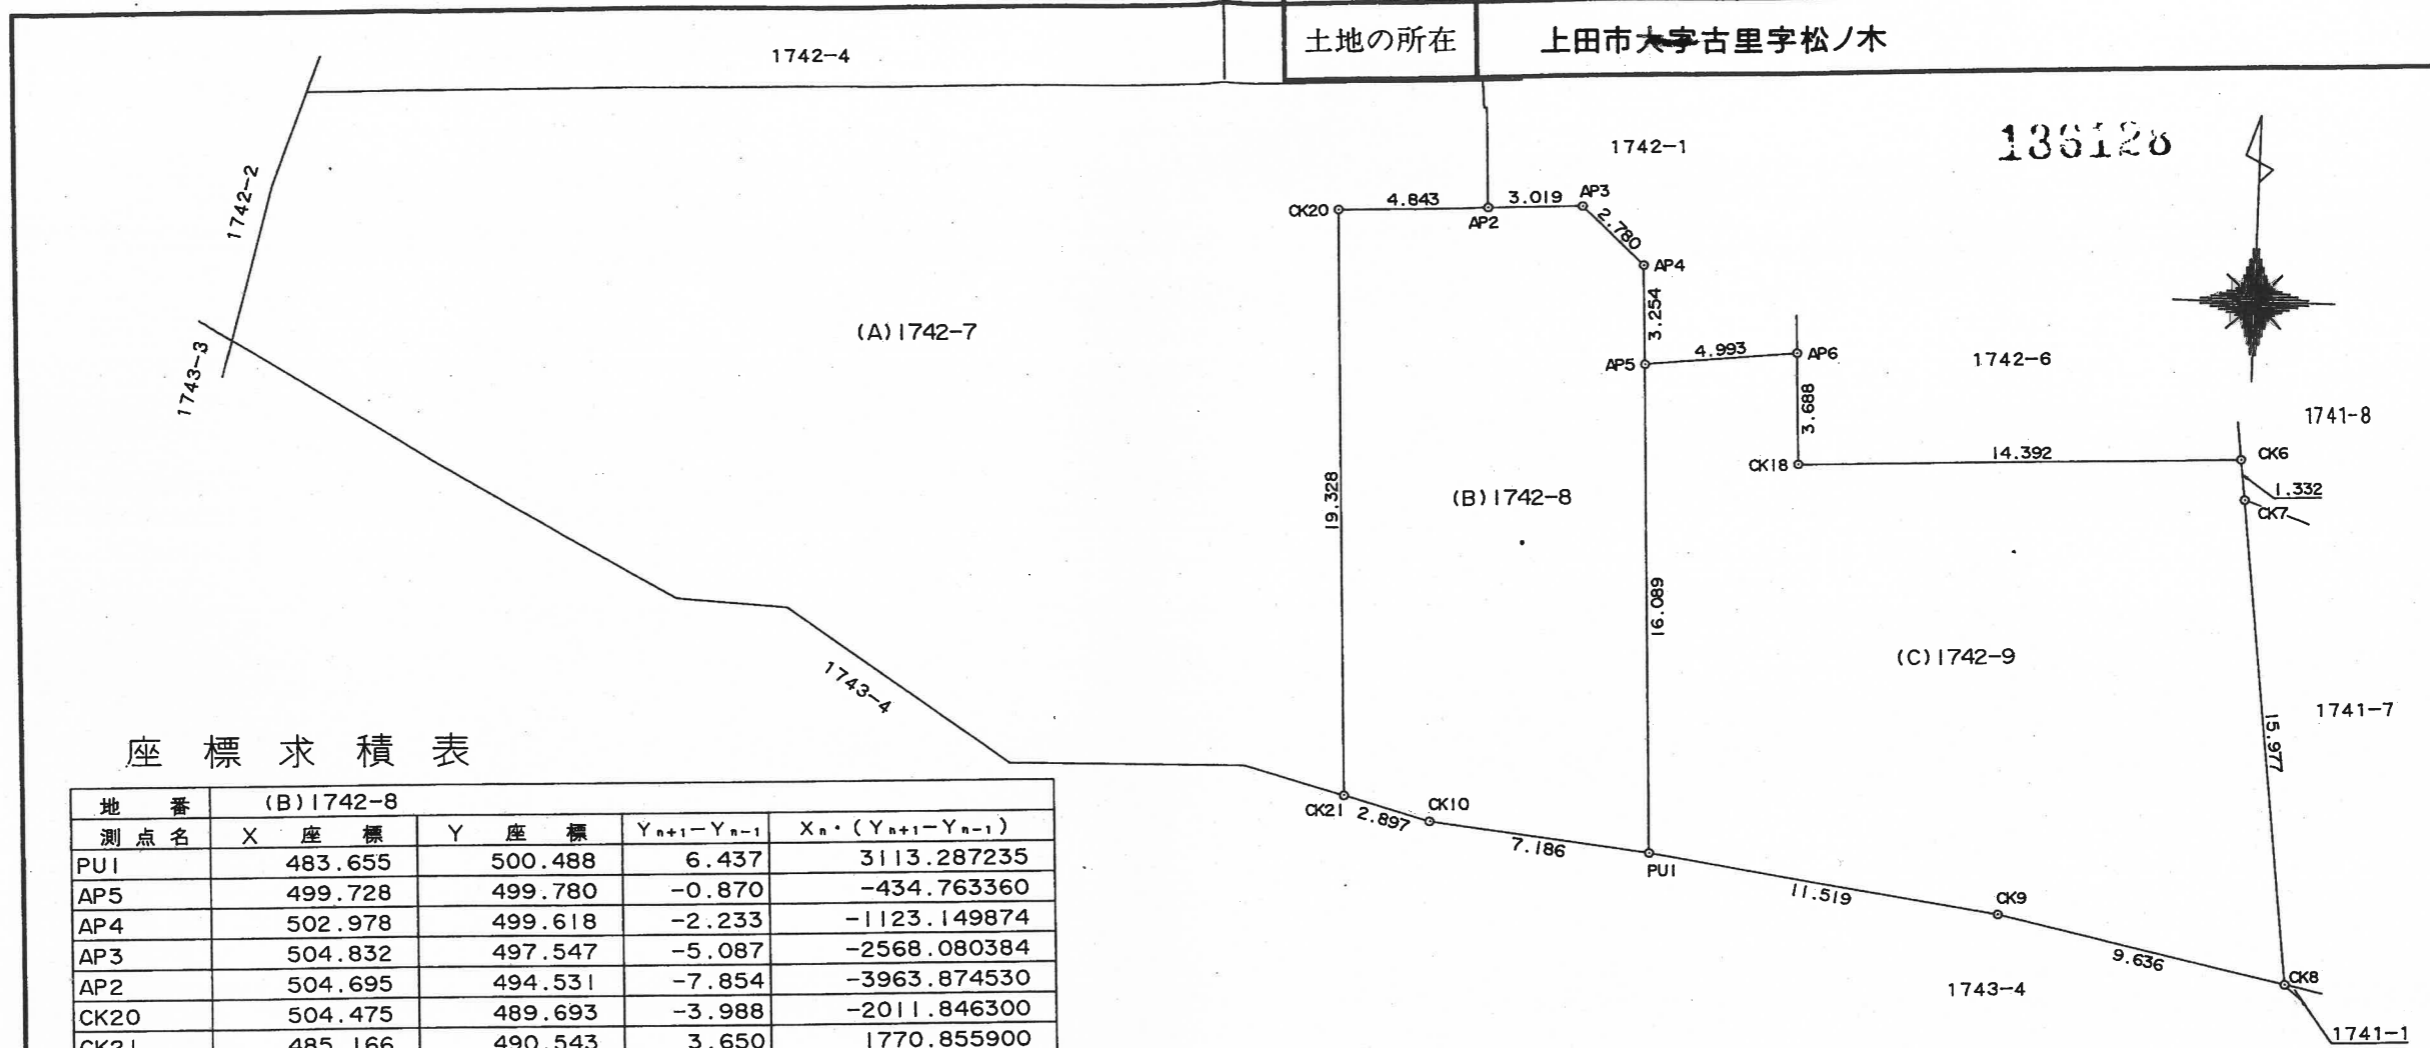 土地の所在 上田市大字古里字松ノ木
1742-4
136128
1742-1
1742-2
CK20 4.843 AP2 3.019 AP3
2.780
AP4
3.254
(A)1742-7
AP5 4.993 AP6
1742-6
1743-3
3.688
1741-8
CK18 14.392 CK6
1.332
CK7
19.328
(B)1742-8
16.089
(C)1742-9
1743-4
15.977
1741-7
CK21 2.897 CK10
7.186
PU1
11.519
CK9
9.636
CK8
1743-4
1741-1
座標求積表
地番 (B)1742-8
測点名 X座標 Y座標 Yn+1-Yn-1 Xn・(Yn+1-Yn-1)
PU1 483.655 500.488 6.437 3113.287235
AP5 499.728 499.780 -0.870 -434.763360
AP4 502.978 499.618 -2.233 -1123.149874
AP3 504.832 497.547 -5.087 -2568.080384
AP2 504.695 494.531 -7.854 -3963.874530
CK20 504.475 489.693 -3.988 -2011.846300
CK21 485.166 490.543 3.650 1770.855900